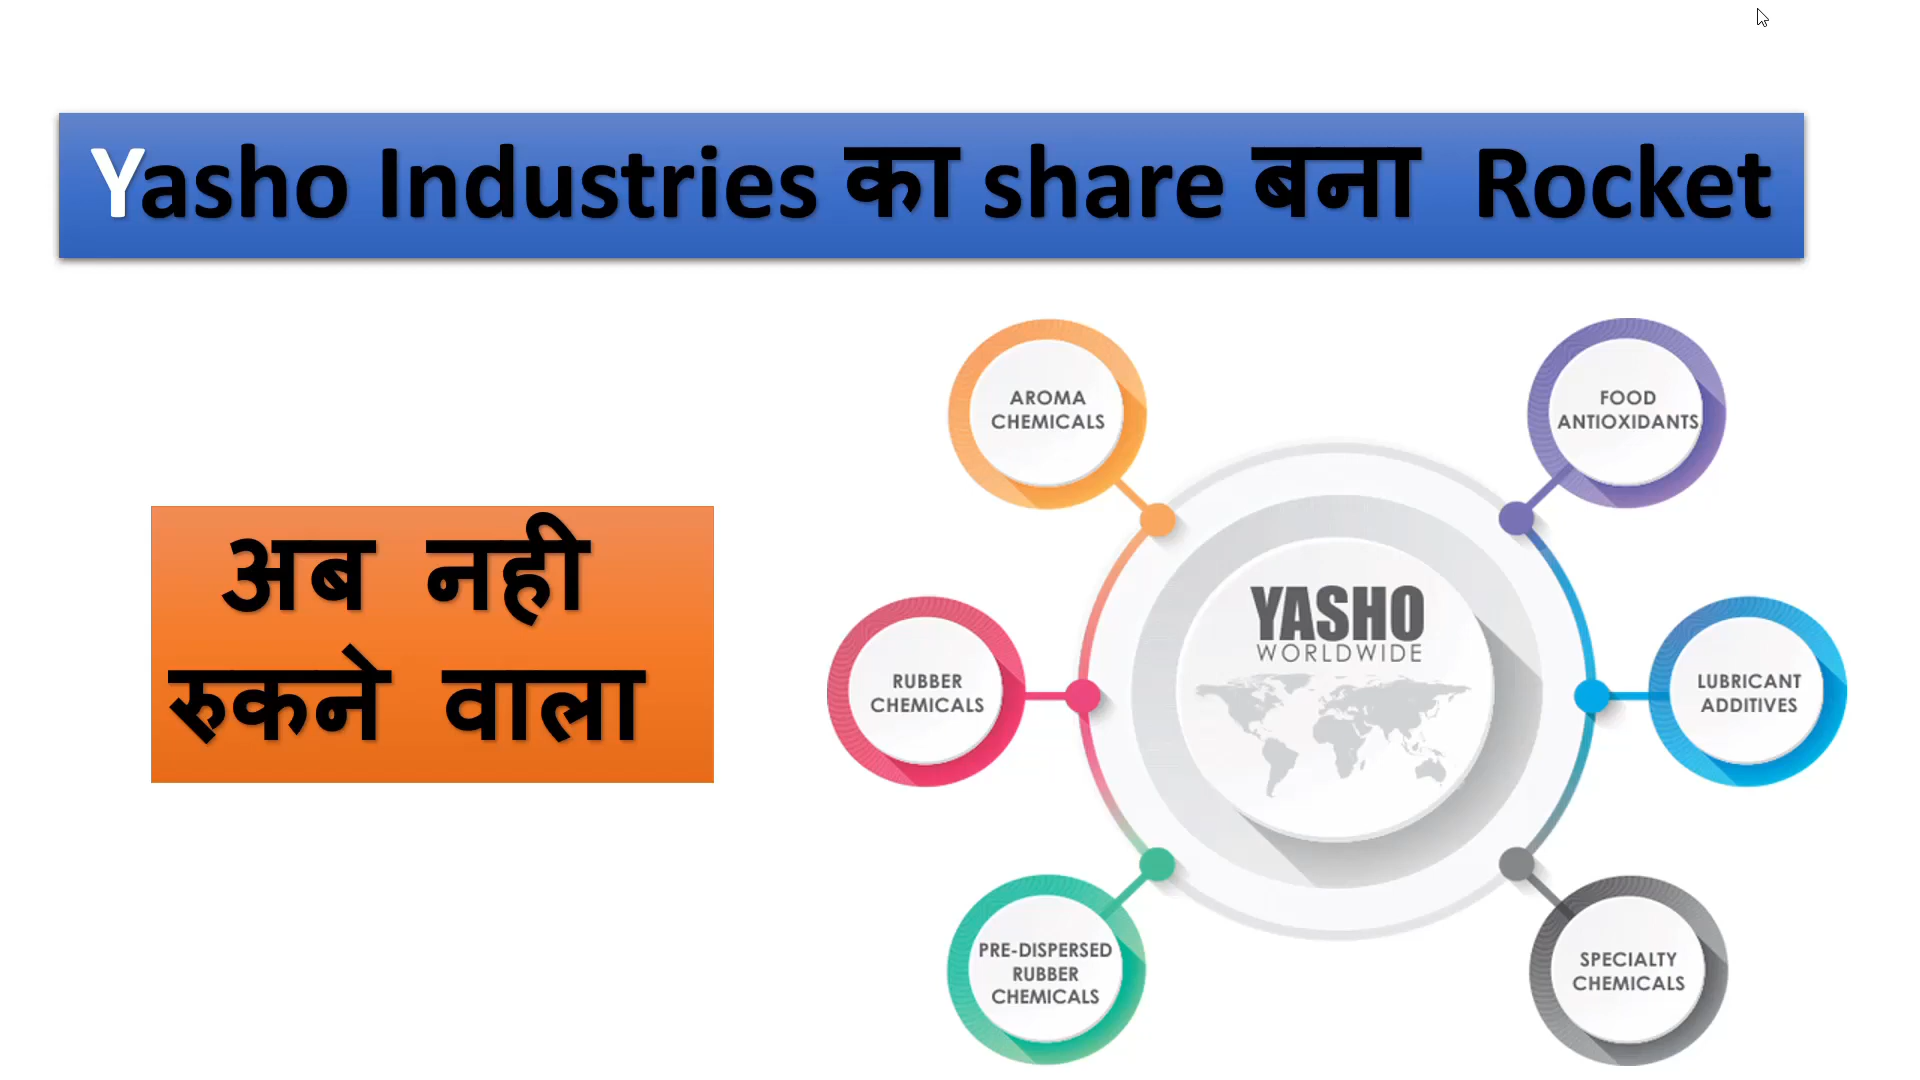 Yasho Industries का share बना Rocket
अब नही
रुकने वाला
AROMA
CHEMICALS
FOOD
ANTIOXIDANTS
YASHO
WORLDWIDE
RUBBER
CHEMICALS
LUBRICANT
ADDITIVES
PRE-DISPERSED
RUBBER
CHEMICALS
SPECIALTY
CHEMICALS